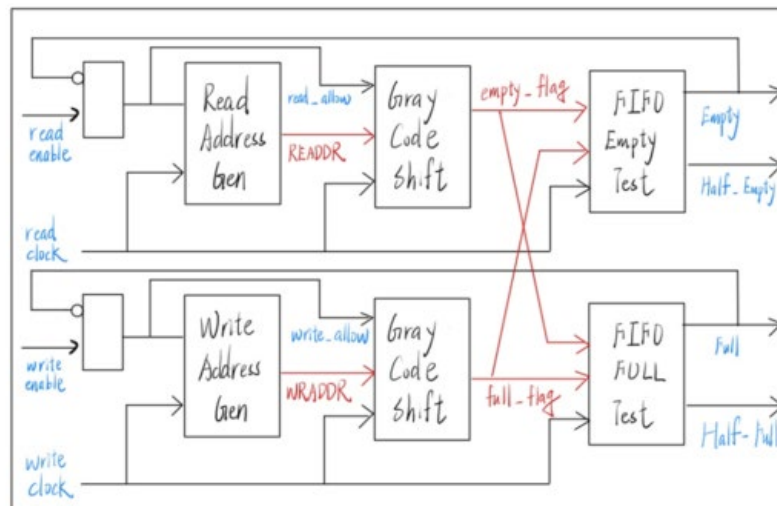 read
enable
Read
Address
Gen
read_allow
READDR
Gray
Code
Shift
empty_flag
FIFO
Empty
Test
Empty
Half_Empty
read
clock
write
enable
Write
Address
Gen
write_allow
WRADDR
Gray
Code
Shift
full_flag
FIFO
FULL
Test
Full
Half-Full
write
clock